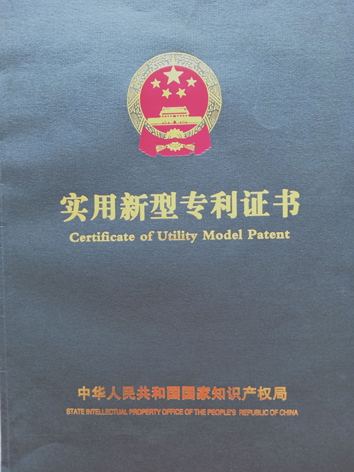 实用新型专利证书
Certificate of Utility Model Patent
中华人民共和国国家知识产权局
STATE INTELLECTUAL PROPERTY OFFICE OF THE PEOPLE'S REPUBLIC OF CHINA